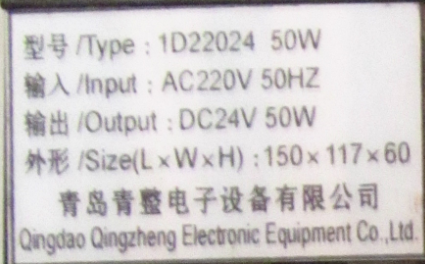 型号/Type : 1D22024 50W
输入/Input : AC220V 50HZ
输出/Output : DC24V 50W
外形/Size(L×W×H) : 150×117×60
青岛青整电子设备有限公司
Qingdao Qingzheng Electronic Equipment Co.,Ltd.